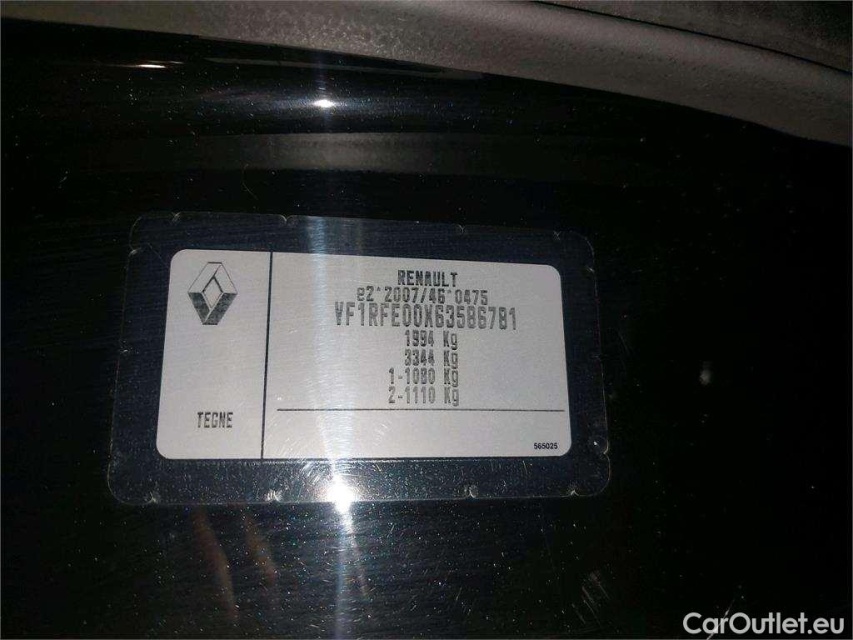 RENAULT
e2*2007/46*0475
VF1RFE00X63586781
1994 Kg
3344 Kg
1-1080 Kg
2-1110 Kg
TEGNE
565025
CarOutlet.eu